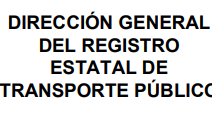 DIRECCIÓN GENERAL
DEL REGISTRO
ESTATAL DE
TRANSPORTE PÚBLICO